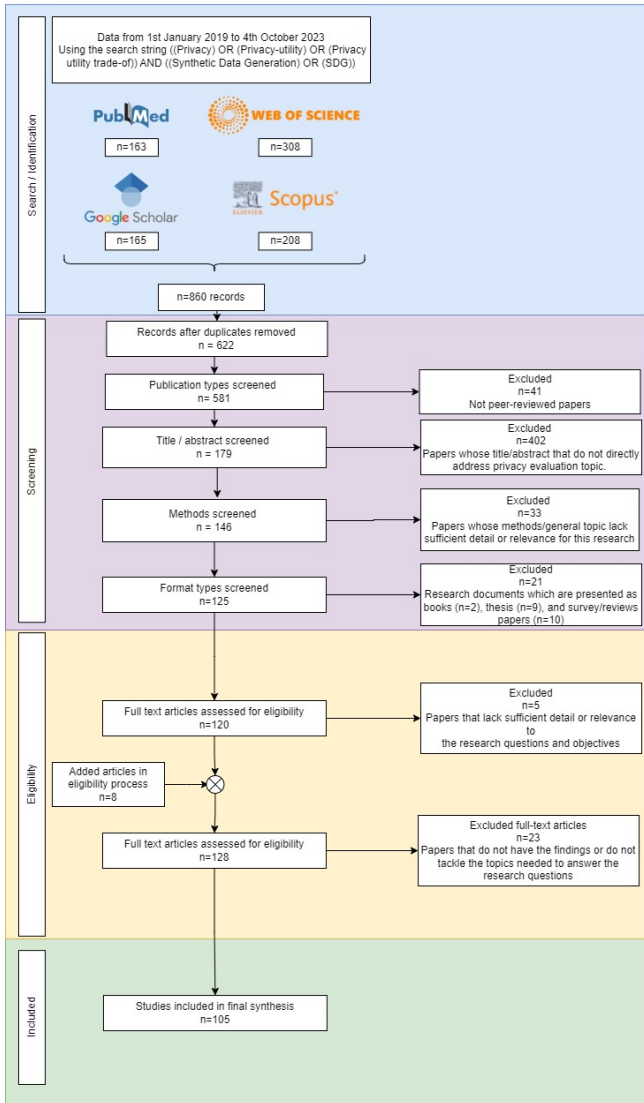 Data from 1st January 2019 to 4th October 2023
Using the search string ((Privacy) OR (Privacy-utility) OR (Privacy
utility trade-of)) AND ((Synthetic Data Generation) OR (SDG))
PubMed
WEB OF SCIENCE
n=163
n=308
Google Scholar
ELSEVIER
Scopus
n=165
n=208
n=860 records
Search / Identification
Records after duplicates removed
n = 622
Publication types screened
n= 581
Excluded
n=41
Not peer-reviewed papers
Title / abstract screened
n = 179
Excluded
n=402
Papers whose title/abstract that do not directly
address privacy evaluation topic.
Screening
Methods screened
n = 146
Excluded
n=33
Papers whose methods/general topic lack
sufficient detail or relevance for this research
Format types screened
n=125
Excluded
n=21
Research documents which are presented as
books (n=2), thesis (n=9), and survey/reviews
papers (n=10)
Full text articles assessed for eligibility
n=120
Excluded
n=5
Papers that lack sufficient detail or relevance
to
the research questions and objectives
Eligibility
Added articles in
eligibility process
n=8
Full text articles assessed for eligibility
n=128
Excluded full-text articles
n=23
Papers that do not have the findings or do not
tackle the topics needed to answer the
research questions
Included
Studies included in final synthesis
n=105